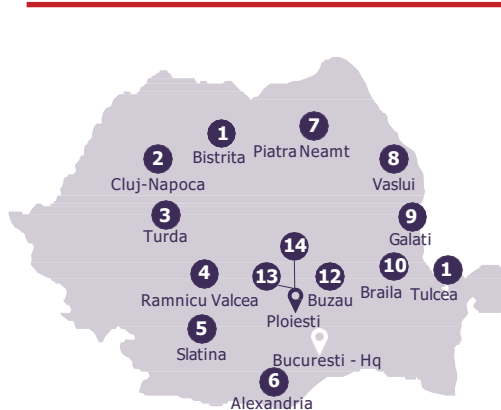 1
Bistrita
7
Piatra Neamt
2
Cluj-Napoca
8
Vaslui
3
Turda
9
Galati
14
4
Ramnicu Valcea
13
12
Buzau
10
Braila
1
Tulcea
Ploiesti
5
Slatina
Bucuresti - Hq
6
Alexandria